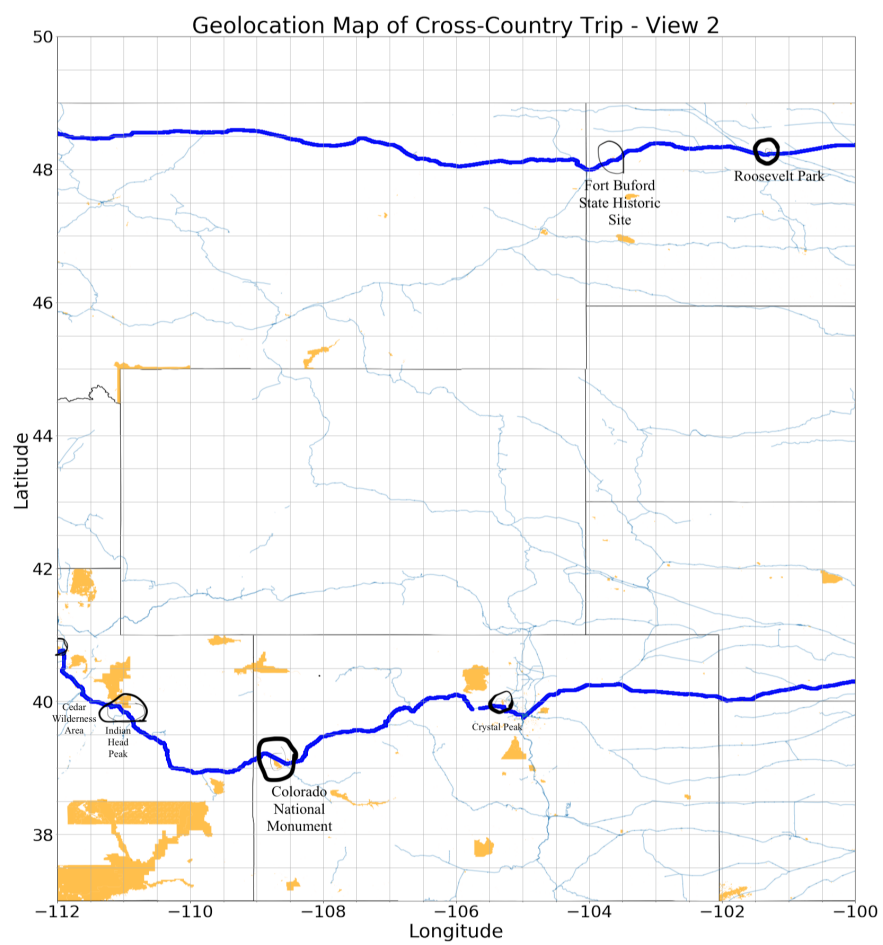 Geolocation Map of Cross-Country Trip - View 2
50
48
46
44
42
40
38
Latitude
Roosevelt Park
Fort Buford
State Historic
Site
Cedar
Wilderness
Area
Indian
Head
Peak
Crystal Peak
Colorado
National
Monument
−112
−110
−108
−106
−104
−102
−100
Longitude